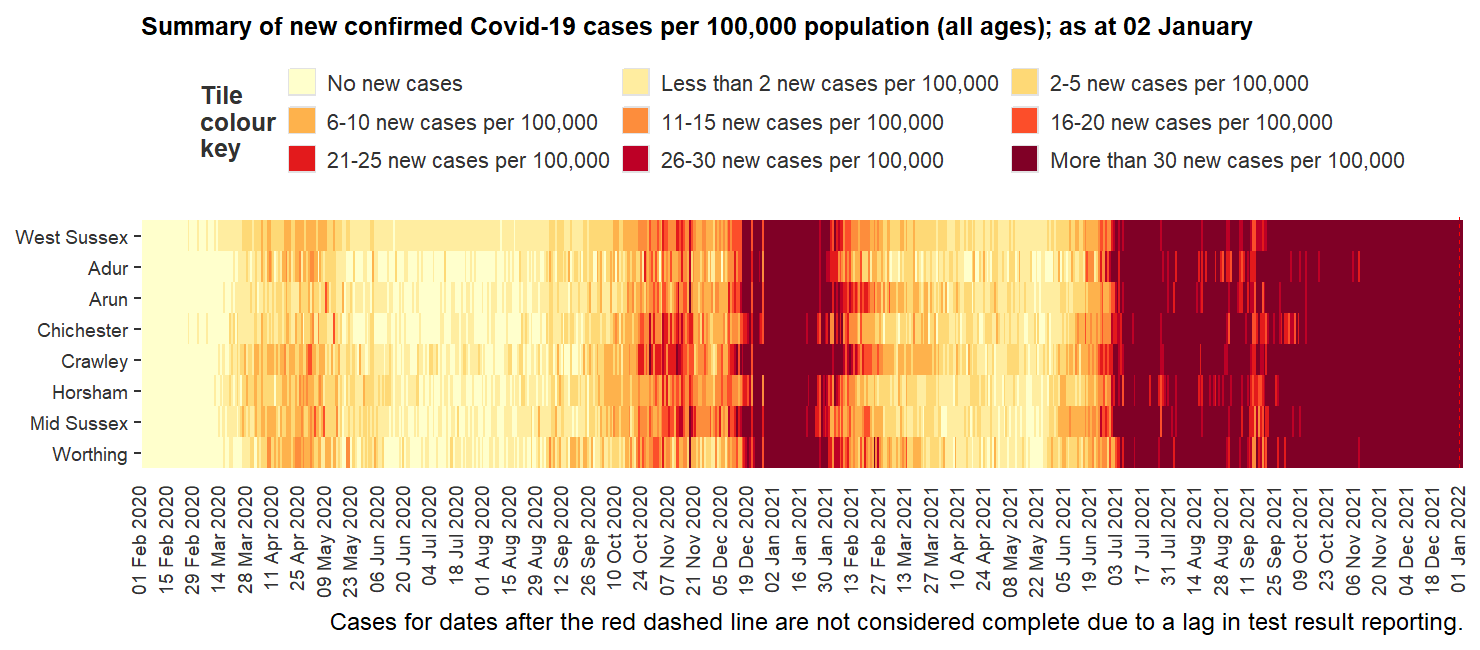 Summary of new confirmed Covid-19 cases per 100,000 population (all ages); as at 02 January
Tile
colour
key
No new cases
Less than 2 new cases per 100,000
2-5 new cases per 100,000
6-10 new cases per 100,000
11-15 new cases per 100,000
16-20 new cases per 100,000
21-25 new cases per 100,000
26-30 new cases per 100,000
More than 30 new cases per 100,000
West Sussex
Adur
Arun
Chichester
Crawley
Horsham
Mid Sussex
Worthing
01 Feb 2020
15 Feb 2020
29 Feb 2020
14 Mar 2020
11 Apr 2020
25 Apr 2020
09 May 2020
23 May 2020
06 Jun 2020
20 Jun 2020
04 Jul 2020
18 Jul 2020
01 Aug 2020
15 Aug 2020
29 Aug 2020
12 Sep 2020
26 Sep 2020
10 Oct 2020
24 Oct 2020
07 Nov 2020
21 Nov 2020
05 Dec 2020
19 Dec 2020
02 Jan 2021
16 Jan 2021
30 Jan 2021
13 Feb 2021
27 Feb 2021
13 Mar 2021
27 Mar 2021
10 Apr 2021
24 Apr 2021
08 May 2021
22 May 2021
05 Jun 2021
19 Jun 2021
03 Jul 2021
17 Jul 2021
31 Jul 2021
14 Aug 2021
28 Aug 2021
11 Sep 2021
25 Sep 2021
09 Oct 2021
23 Oct 2021
06 Nov 2021
20 Nov 2021
04 Dec 2021
18 Dec 2021
01 Jan 2022
Cases for dates after the red dashed line are not considered complete due to a lag in test result reporting.